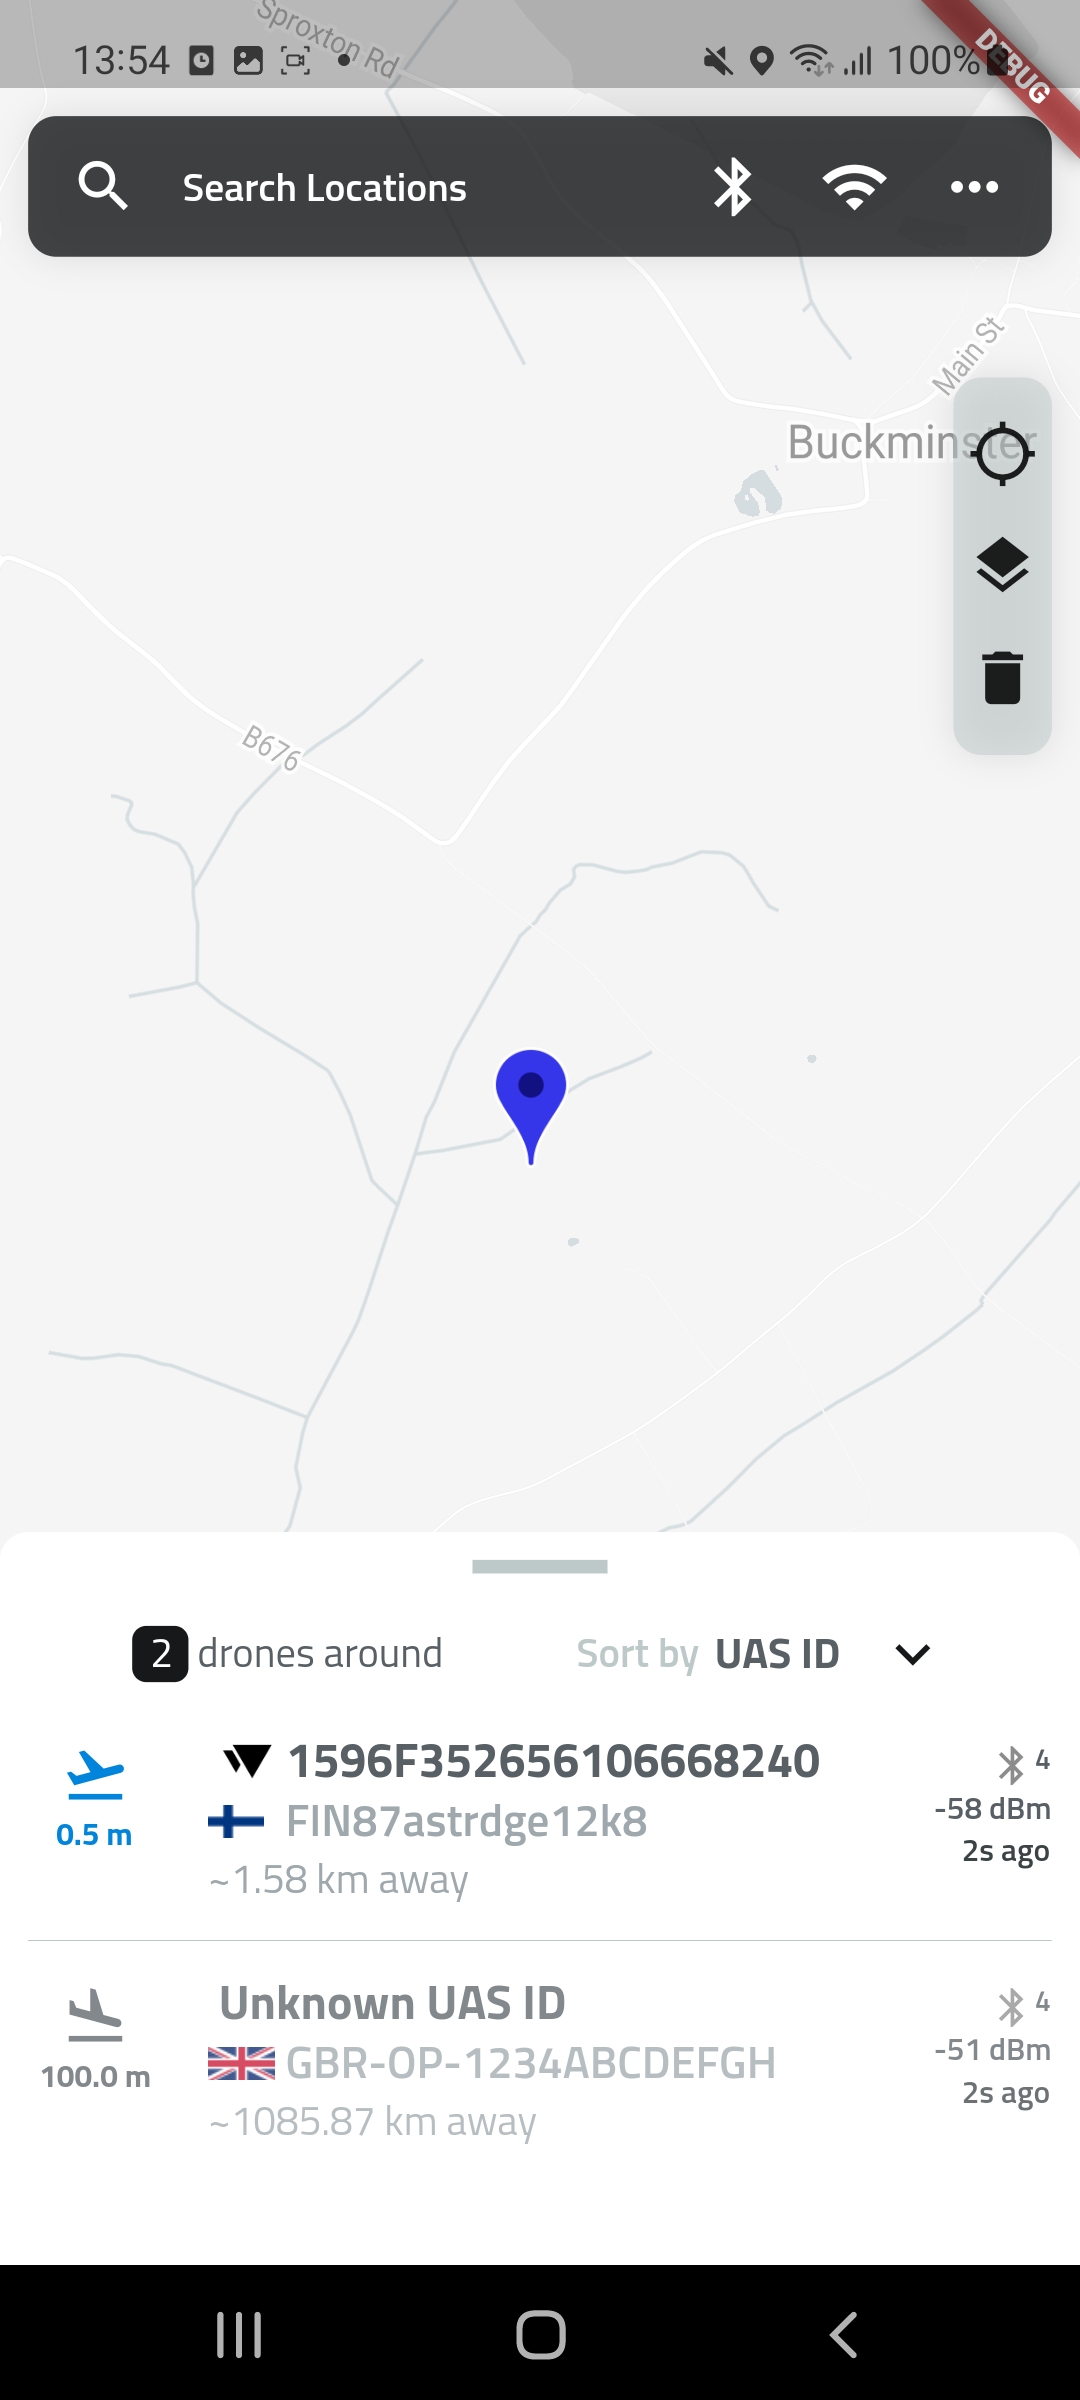 Sproxton Rd
13:54
100%
DEBUG
Search Locations
Main St
Buckminster
B676
2 drones around
Sort by UAS ID
1596F352656106668240
4
FIN87astrdge12k8
-58 dBm
0.5 m
2s ago
~1.58 km away
Unknown UAS ID
4
GBR-OP-1234ABCDEFGH
-51 dBm
100.0 m
2s ago
~1085.87 km away